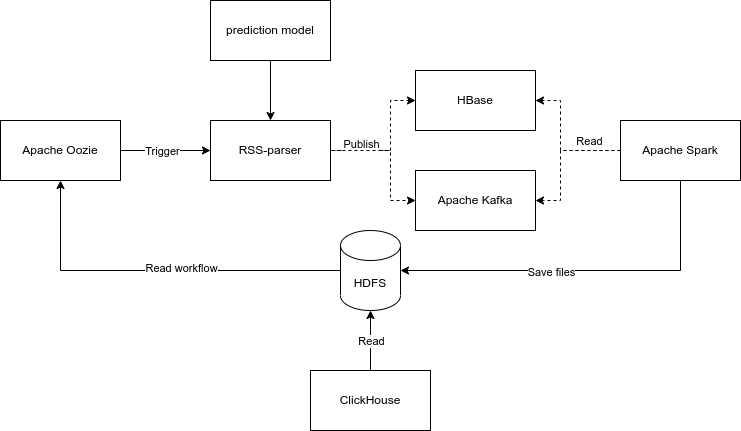 prediction model
HBase
Apache Oozie
Trigger
RSS-parser
Publish
Read
Apache Spark
Apache Kafka
Read workflow
HDFS
Save files
Read
ClickHouse